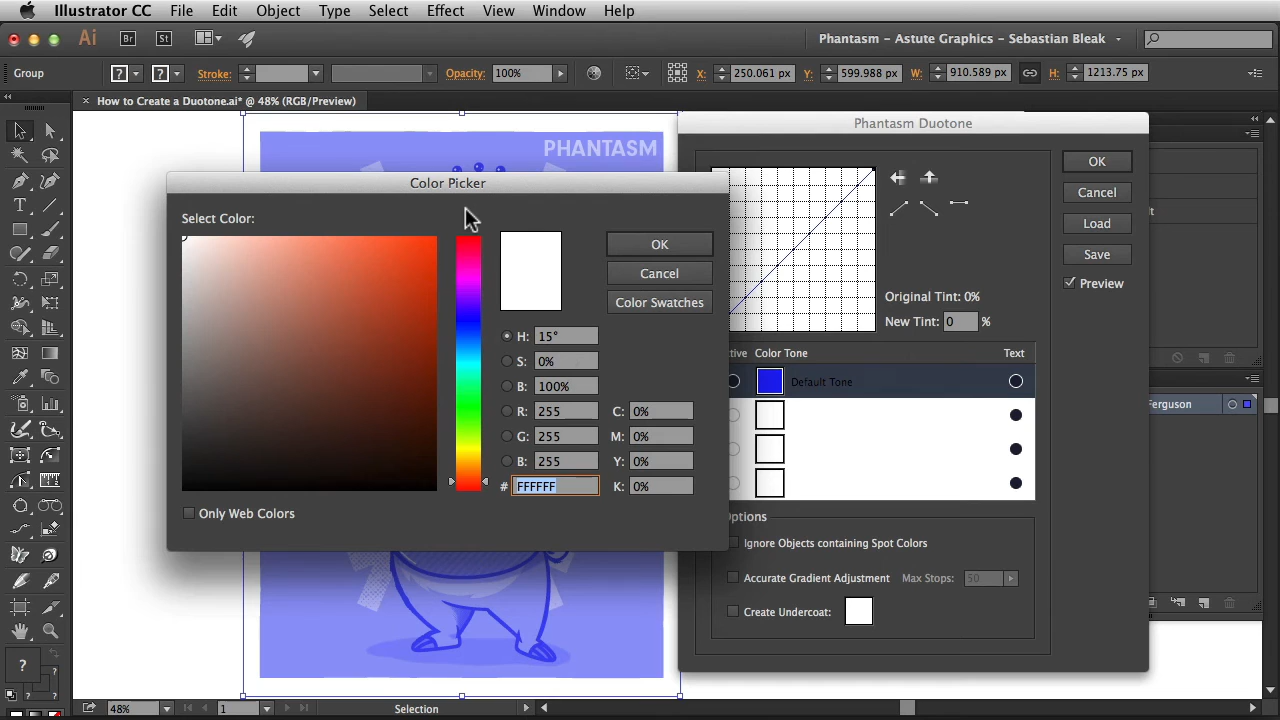 Illustrator CC File Edit Object Type Select Effect View Window Help
Ai Br St Phantasm – Astute Graphics – Sebastian Bleak
Group ? ? Stroke: Opacity: 100% X: 250.061 px Y: 599.988 px W: 910.589 px H: 1213.75 px
× How to Create a Duotone.ai* @ 48% (RGB/Preview)
PHANTASM
Phantasm Duotone
OK
Cancel
Load
Save
Preview
Original Tint: 0%
New Tint: 0 %
Color Tone Text
Default Tone
Options
Ignore Objects containing Spot Colors
Accurate Gradient Adjustment Max Stops: 50
Create Undercoat:
Color Picker
Select Color:
OK
Cancel
Color Swatches
H: 15°
S: 0%
B: 100%
R: 255 C: 0%
G: 255 M: 0%
B: 255 Y: 0%
# FFFFFF K: 0%
Only Web Colors
Ferguson
T
?
48% 1 Selection